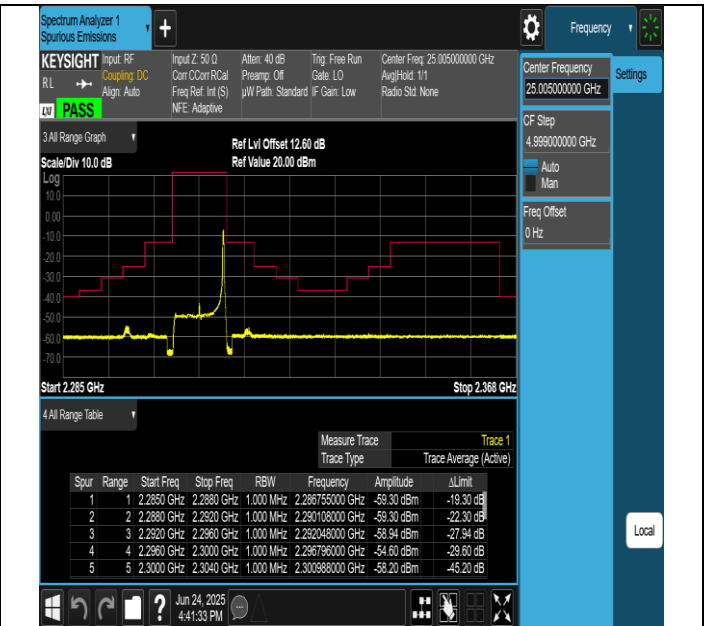 Spectrum Analyzer 1
Spurious Emissions
Frequency
KEYSIGHT
Input: RF
Input Z: 50 Ω
Atten: 40 dB
Trig: Free Run
Center Freq: 25.005000000 GHz
RL
Coupling: DC
Corr CCorr RCal
Preamp: Off
Gate: LO
Avg|Hold: 1/1
Align: Auto
Freq Ref: Int (S)
µW Path: Standard
IF Gain: Low
Radio Std: None
NFE: Adaptive
LXI
PASS
Center Frequency
25.005000000 GHz
Settings
CF Step
4.999000000 GHz
Auto
Man
Freq Offset
0 Hz
3 All Range Graph
Ref Lvl Offset 12.60 dB
Scale/Div 10.0 dB
Ref Value 20.00 dBm
Log
10.0
0.00
-10.0
-20.0
-30.0
-40.0
-50.0
-60.0
-70.0
Start 2.285 GHz
Stop 2.368 GHz
4 All Range Table
Measure Trace
Trace 1
Trace Type
Trace Average (Active)
Spur Range Start Freq Stop Freq RBW Frequency Amplitude ΔLimit
1 1 2.2850 GHz 2.2880 GHz 1.000 MHz 2.286755000 GHz -59.30 dBm -19.30 dB
2 2 2.2880 GHz 2.2920 GHz 1.000 MHz 2.290108000 GHz -59.30 dBm -22.30 dB
3 3 2.2920 GHz 2.2960 GHz 1.000 MHz 2.292048000 GHz -58.94 dBm -27.94 dB
4 4 2.2960 GHz 2.3000 GHz 1.000 MHz 2.296796000 GHz -54.60 dBm -29.60 dB
5 5 2.3000 GHz 2.3040 GHz 1.000 MHz 2.300988000 GHz -58.20 dBm -45.20 dB
Local
?
Jun 24, 2025
4:41:33 PM